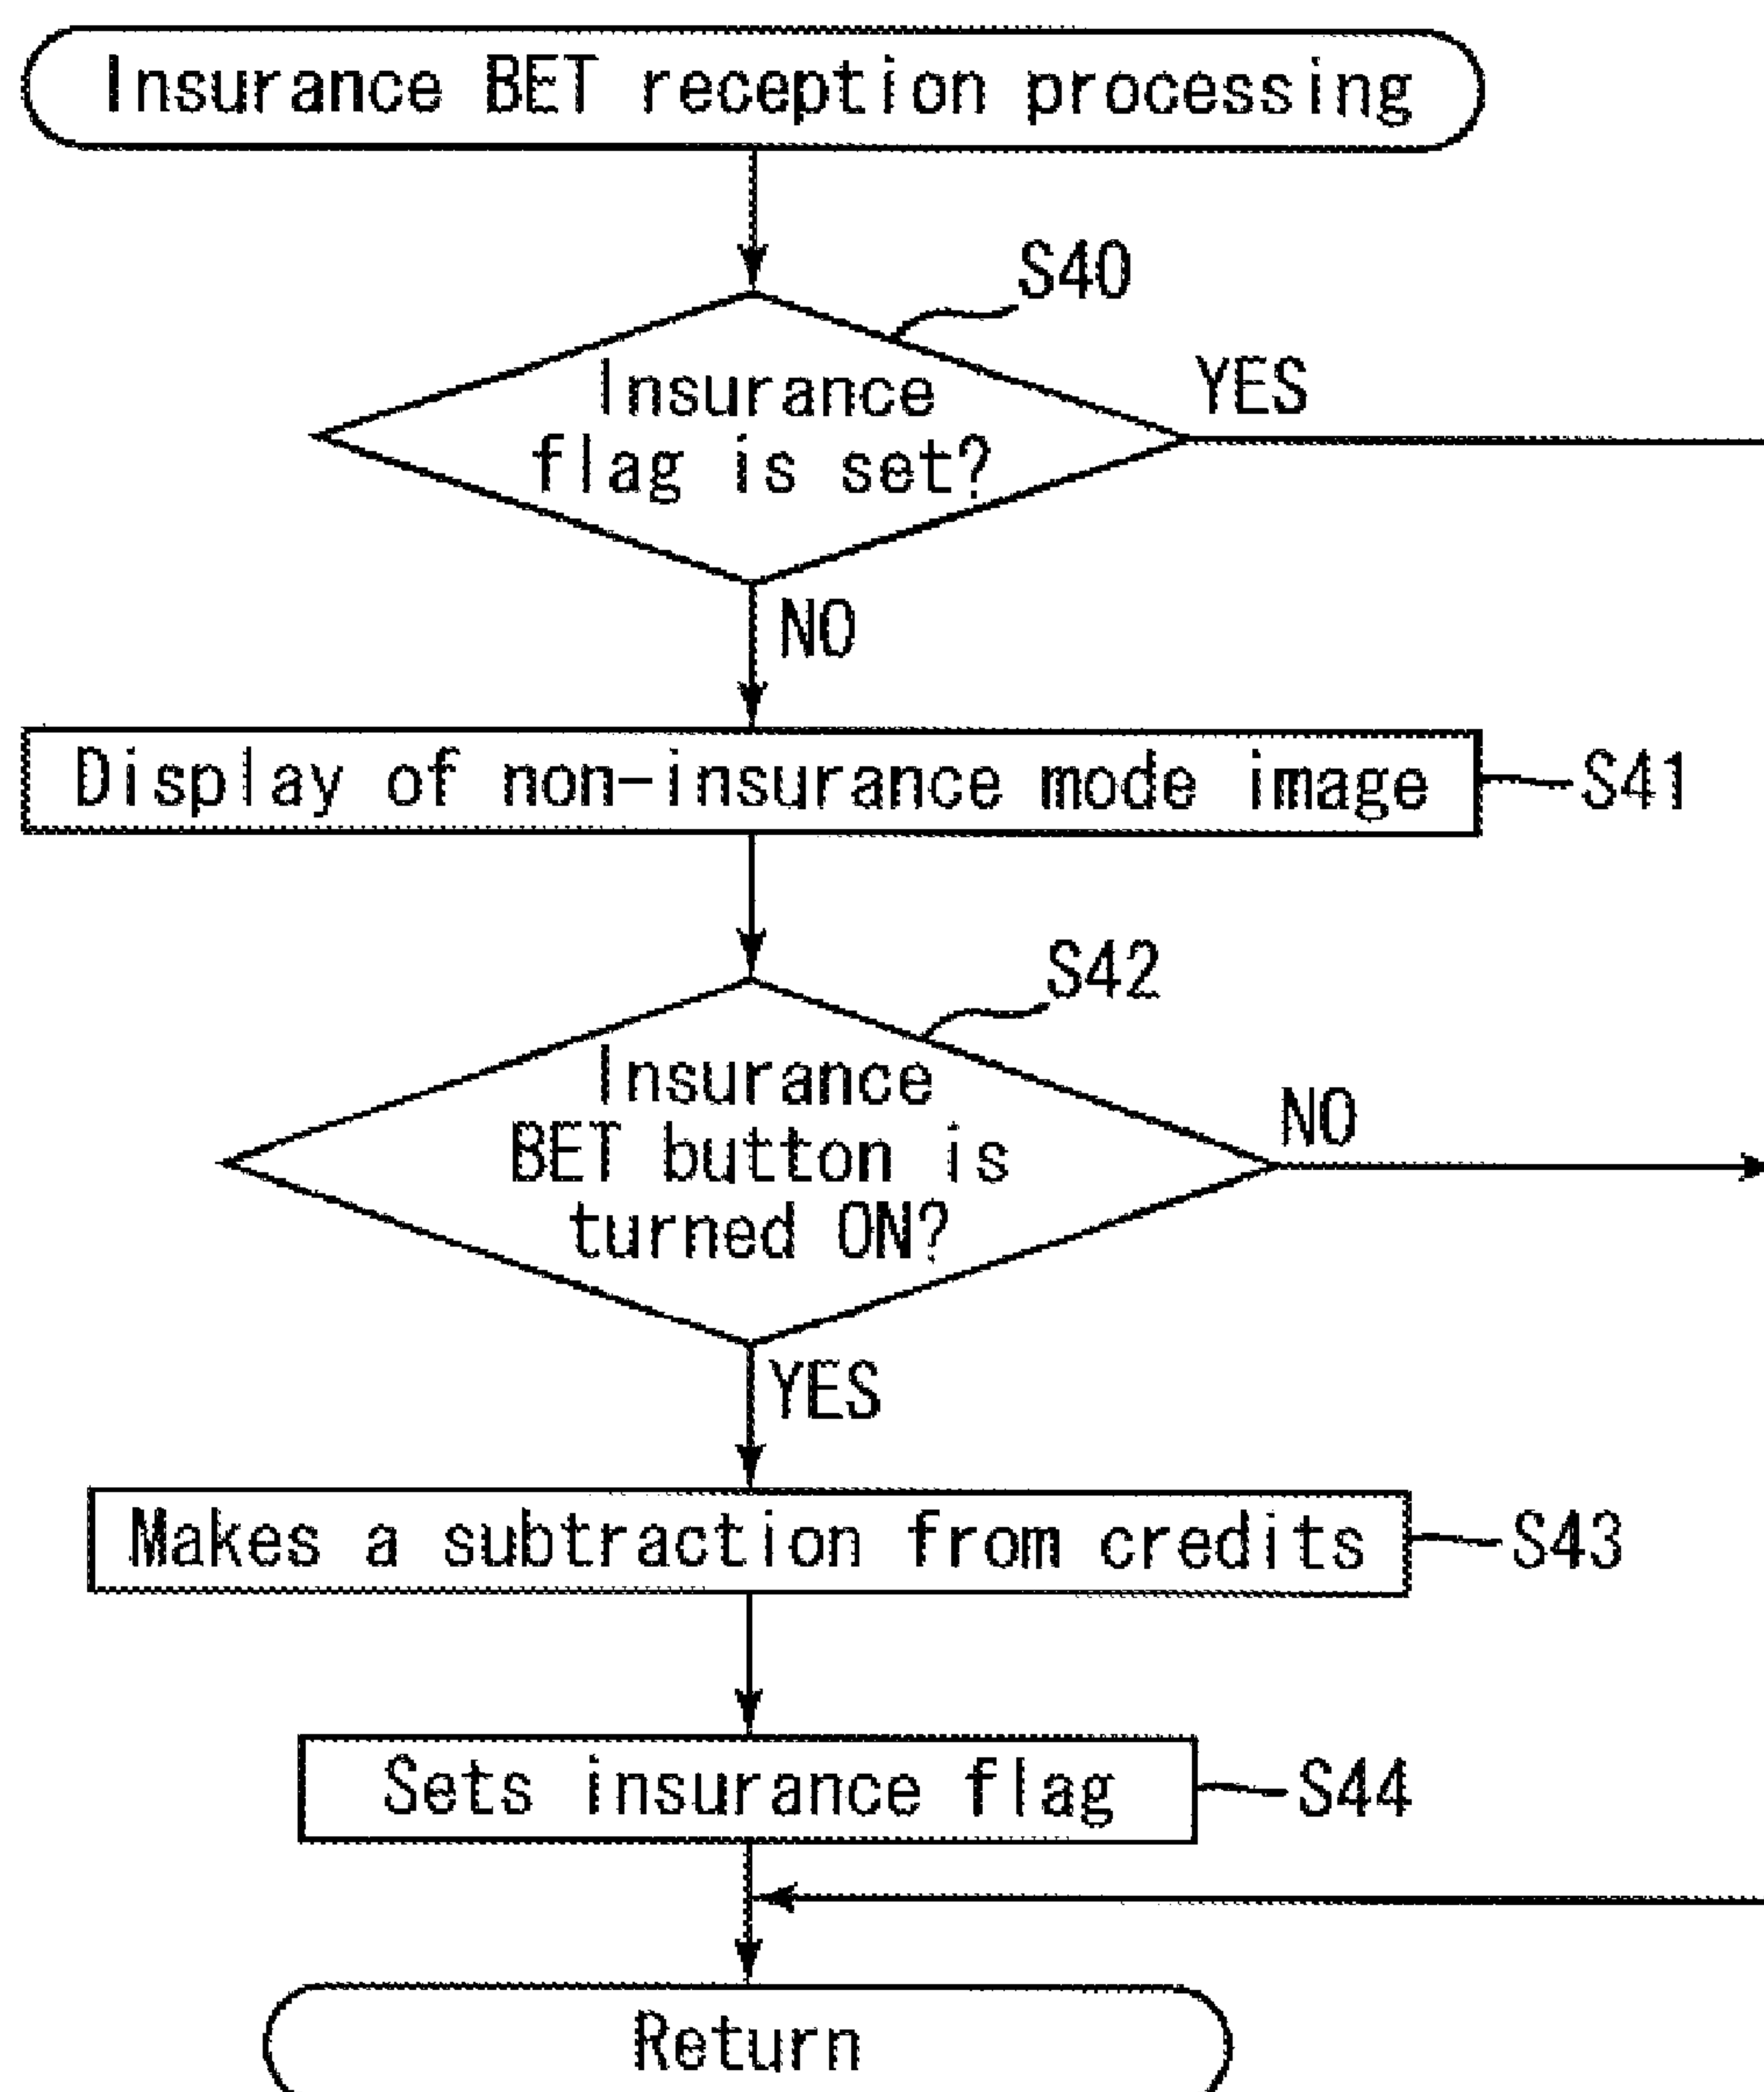 Insurance BET reception processing
S40
Insurance
flag is set?
YES
NO
Display of non-insurance mode image
S41
S42
Insurance
BET button is
turned ON?
NO
YES
Makes a subtraction from credits
S43
Sets insurance flag
S44
Return